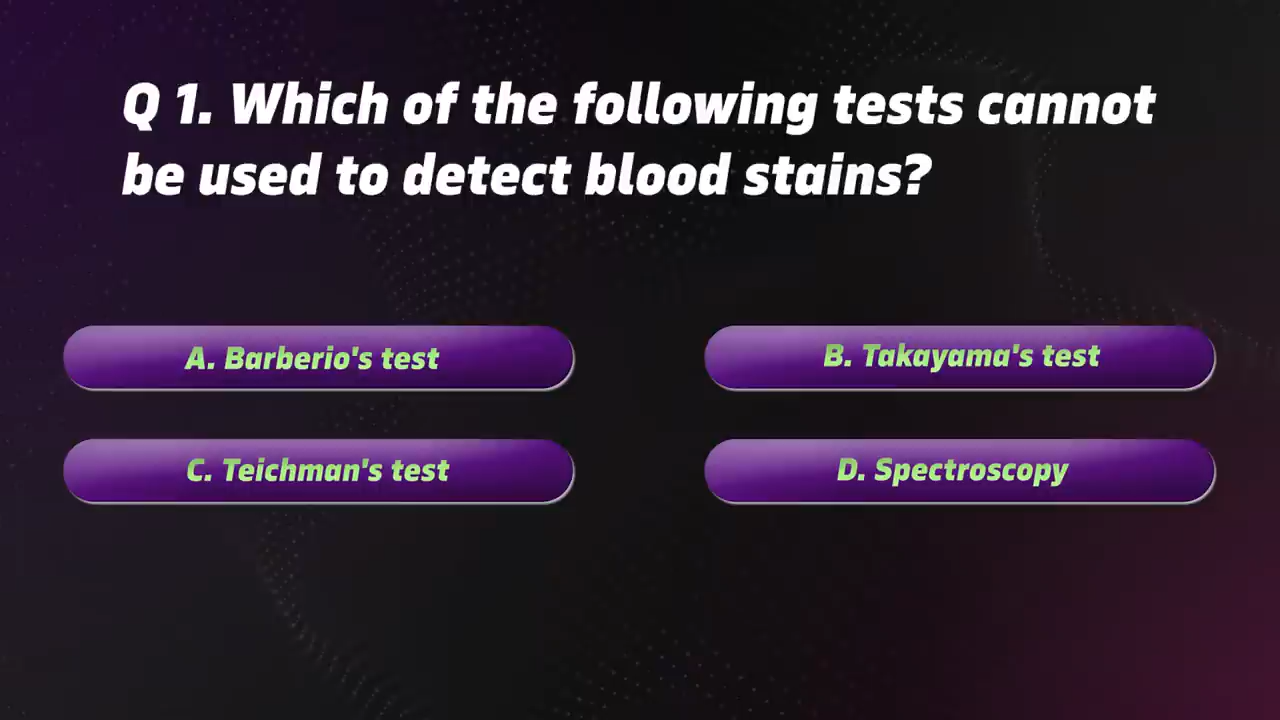 Q 1. Which of the following tests cannot
be used to detect blood stains?
A. Barberio's test
B. Takayama's test
C. Teichman's test
D. Spectroscopy